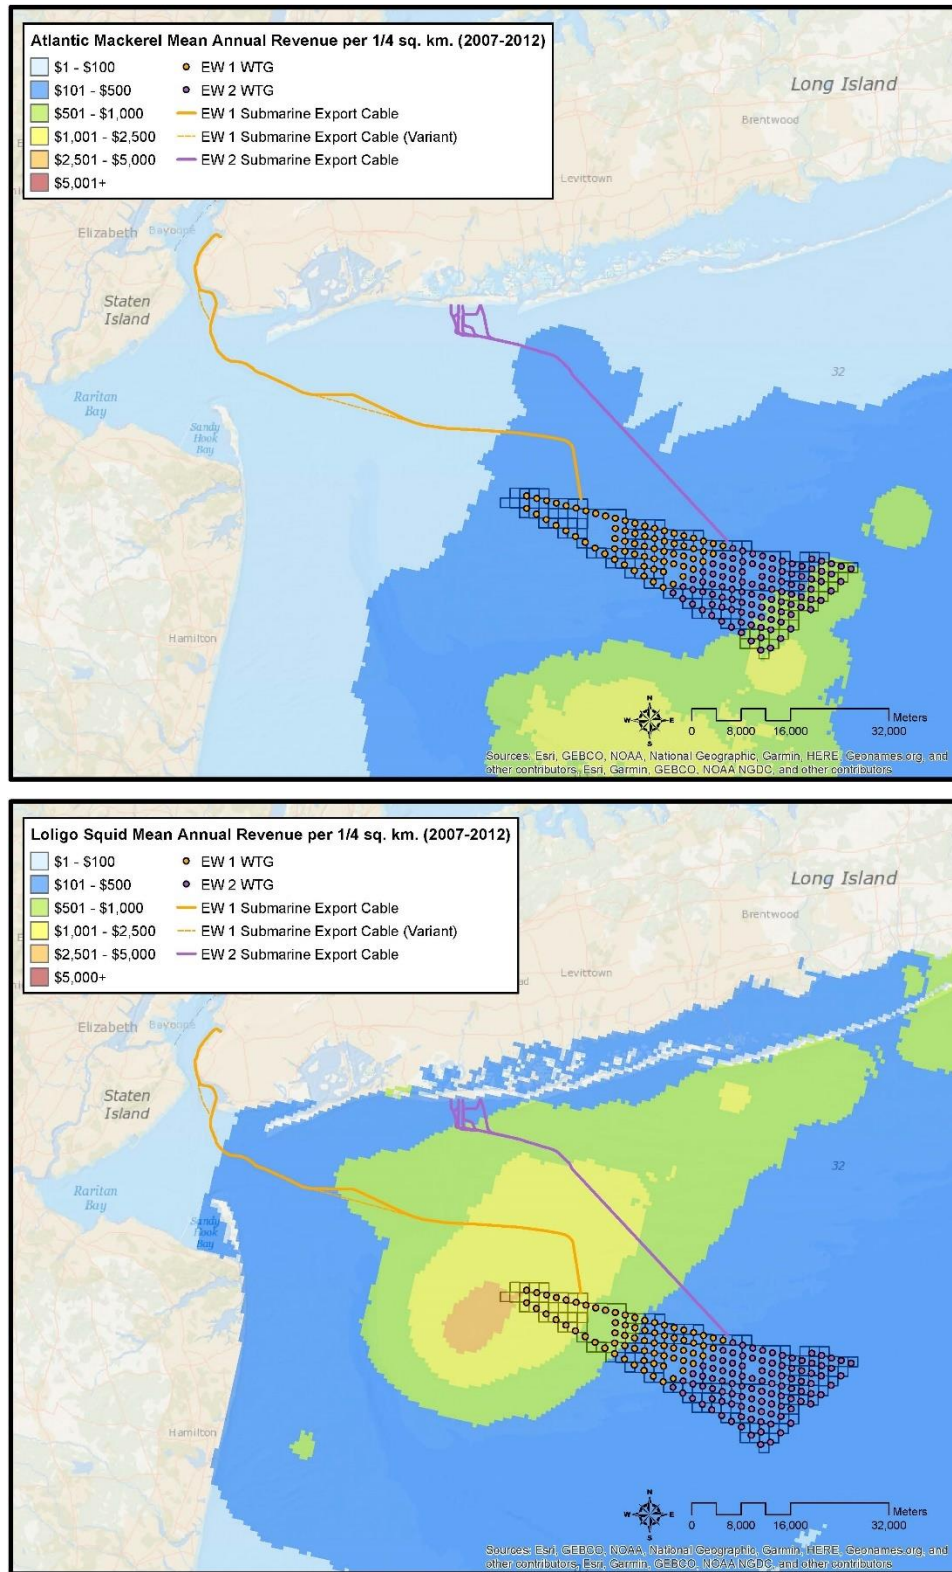 Atlantic Mackerel Mean Annual Revenue per 1/4 sq. km. (2007-2012)
$1 - $100
$101 - $500
$501 - $1,000
$1,001 - $2,500
$2,501 - $5,000
$5,001+
EW 1 WTG
EW 2 WTG
EW 1 Submarine Export Cable
EW 1 Submarine Export Cable (Variant)
EW 2 Submarine Export Cable
Long Island
Brentwood
Levittown
Elizabeth
Bayonne
Staten
Island
Raritan
Bay
Sandy
Hook
Bay
32
Hamilton
N
W
E
S
Meters
0 8,000 16,000 32,000
Sources: Esri, GEBCO, NOAA, National Geographic, Garmin, HERE, Geonames.org, and
other contributors, Esri, Garmin, GEBCO, NOAA NGDC, and other contributors
Loligo Squid Mean Annual Revenue per 1/4 sq. km. (2007-2012)
$1 - $100
$101 - $500
$501 - $1,000
$1,001 - $2,500
$2,501 - $5,000
$5,000+
EW 1 WTG
EW 2 WTG
EW 1 Submarine Export Cable
EW 1 Submarine Export Cable (Variant)
EW 2 Submarine Export Cable
Long Island
Brentwood
Levittown
Elizabeth
Bayonne
Staten
Island
Raritan
Bay
Sandy
Hook
Bay
32
Hamilton
N
W
E
S
Meters
0 8,000 16,000 32,000
Sources: Esri, GEBCO, NOAA, National Geographic, Garmin, HERE, Geonames.org, and
other contributors, Esri, Garmin, GEBCO, NOAA NGDC, and other contributors